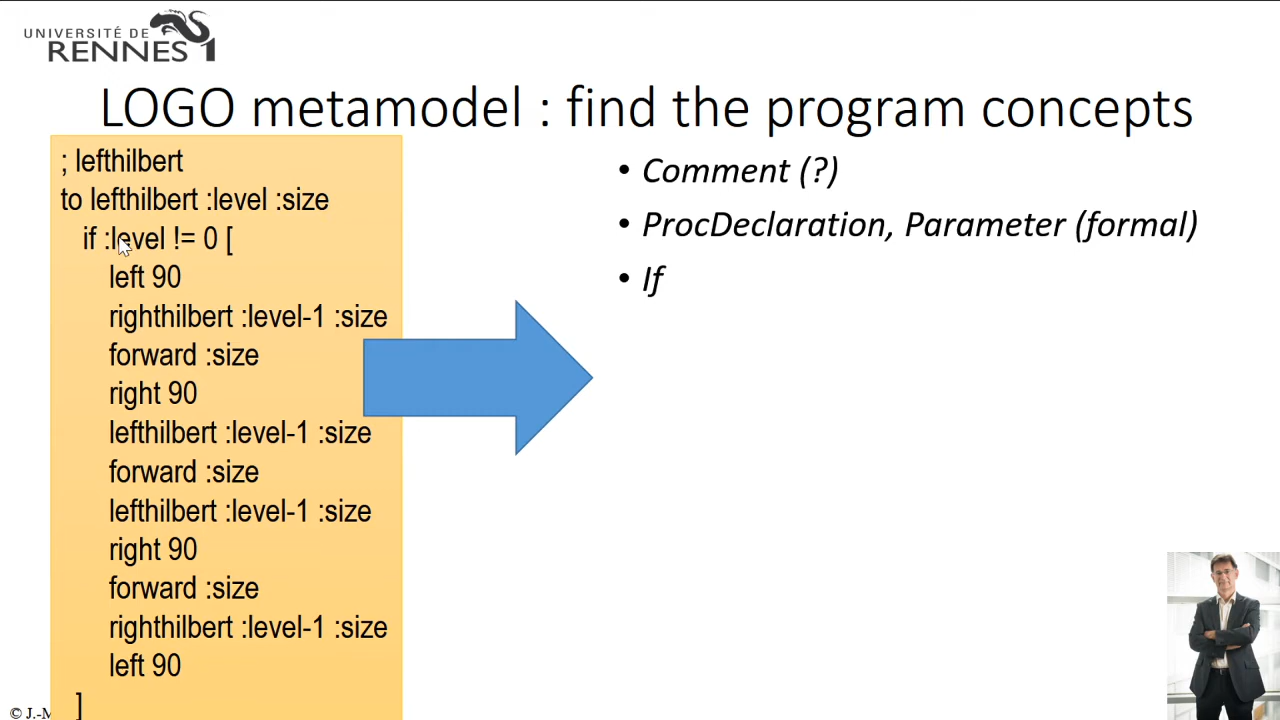 UNIVERSITÉ DE
RENNES 1
LOGO metamodel : find the program concepts
; lefthilbert
to lefthilbert :level :size
if :level != 0 [
left 90
righthilbert :level-1 :size
forward :size
right 90
lefthilbert :level-1 :size
forward :size
lefthilbert :level-1 :size
right 90
forward :size
righthilbert :level-1 :size
left 90
]
• Comment (?)
• ProcDeclaration, Parameter (formal)
• If
© J.-M